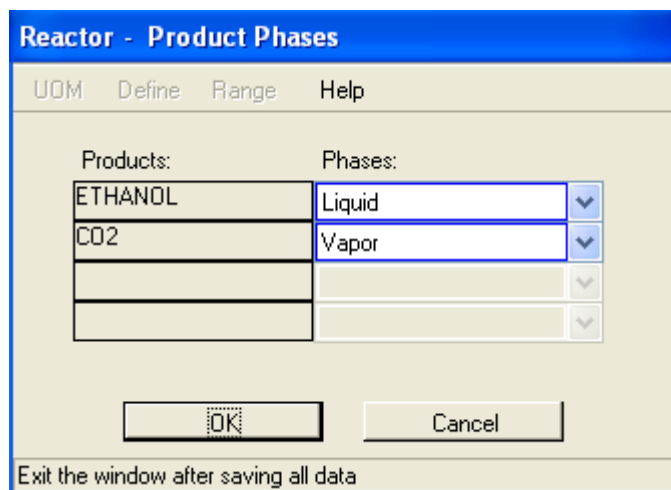 Reactor - Product Phases
UOM Define Range Help
Products: Phases:
ETHANOL Liquid
CO2 Vapor
OK Cancel
Exit the window after saving all data